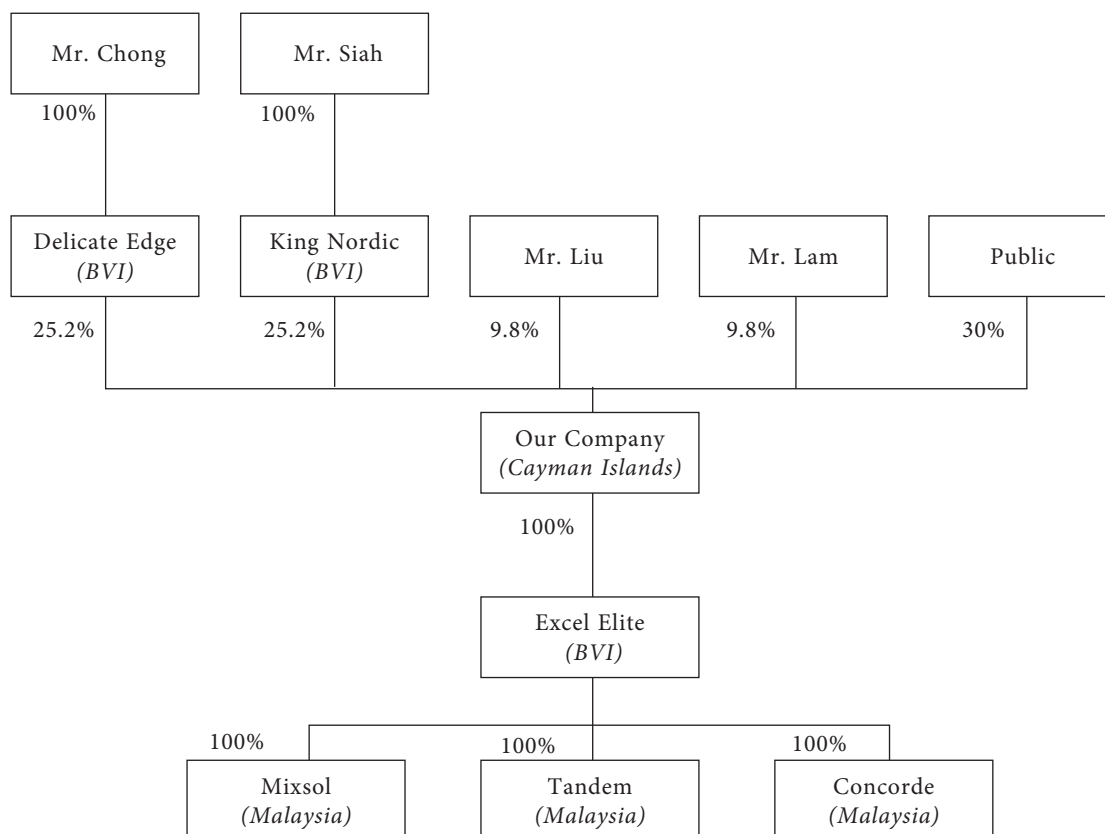 Mr. Chong
Mr. Siah
100%
100%
Delicate Edge
(BVI)
King Nordic
(BVI)
Mr. Liu
Mr. Lam
Public
25.2%
25.2%
9.8%
9.8%
30%
Our Company
(Cayman Islands)
100%
Excel Elite
(BVI)
100%
100%
100%
Mixsol
(Malaysia)
Tandem
(Malaysia)
Concorde
(Malaysia)